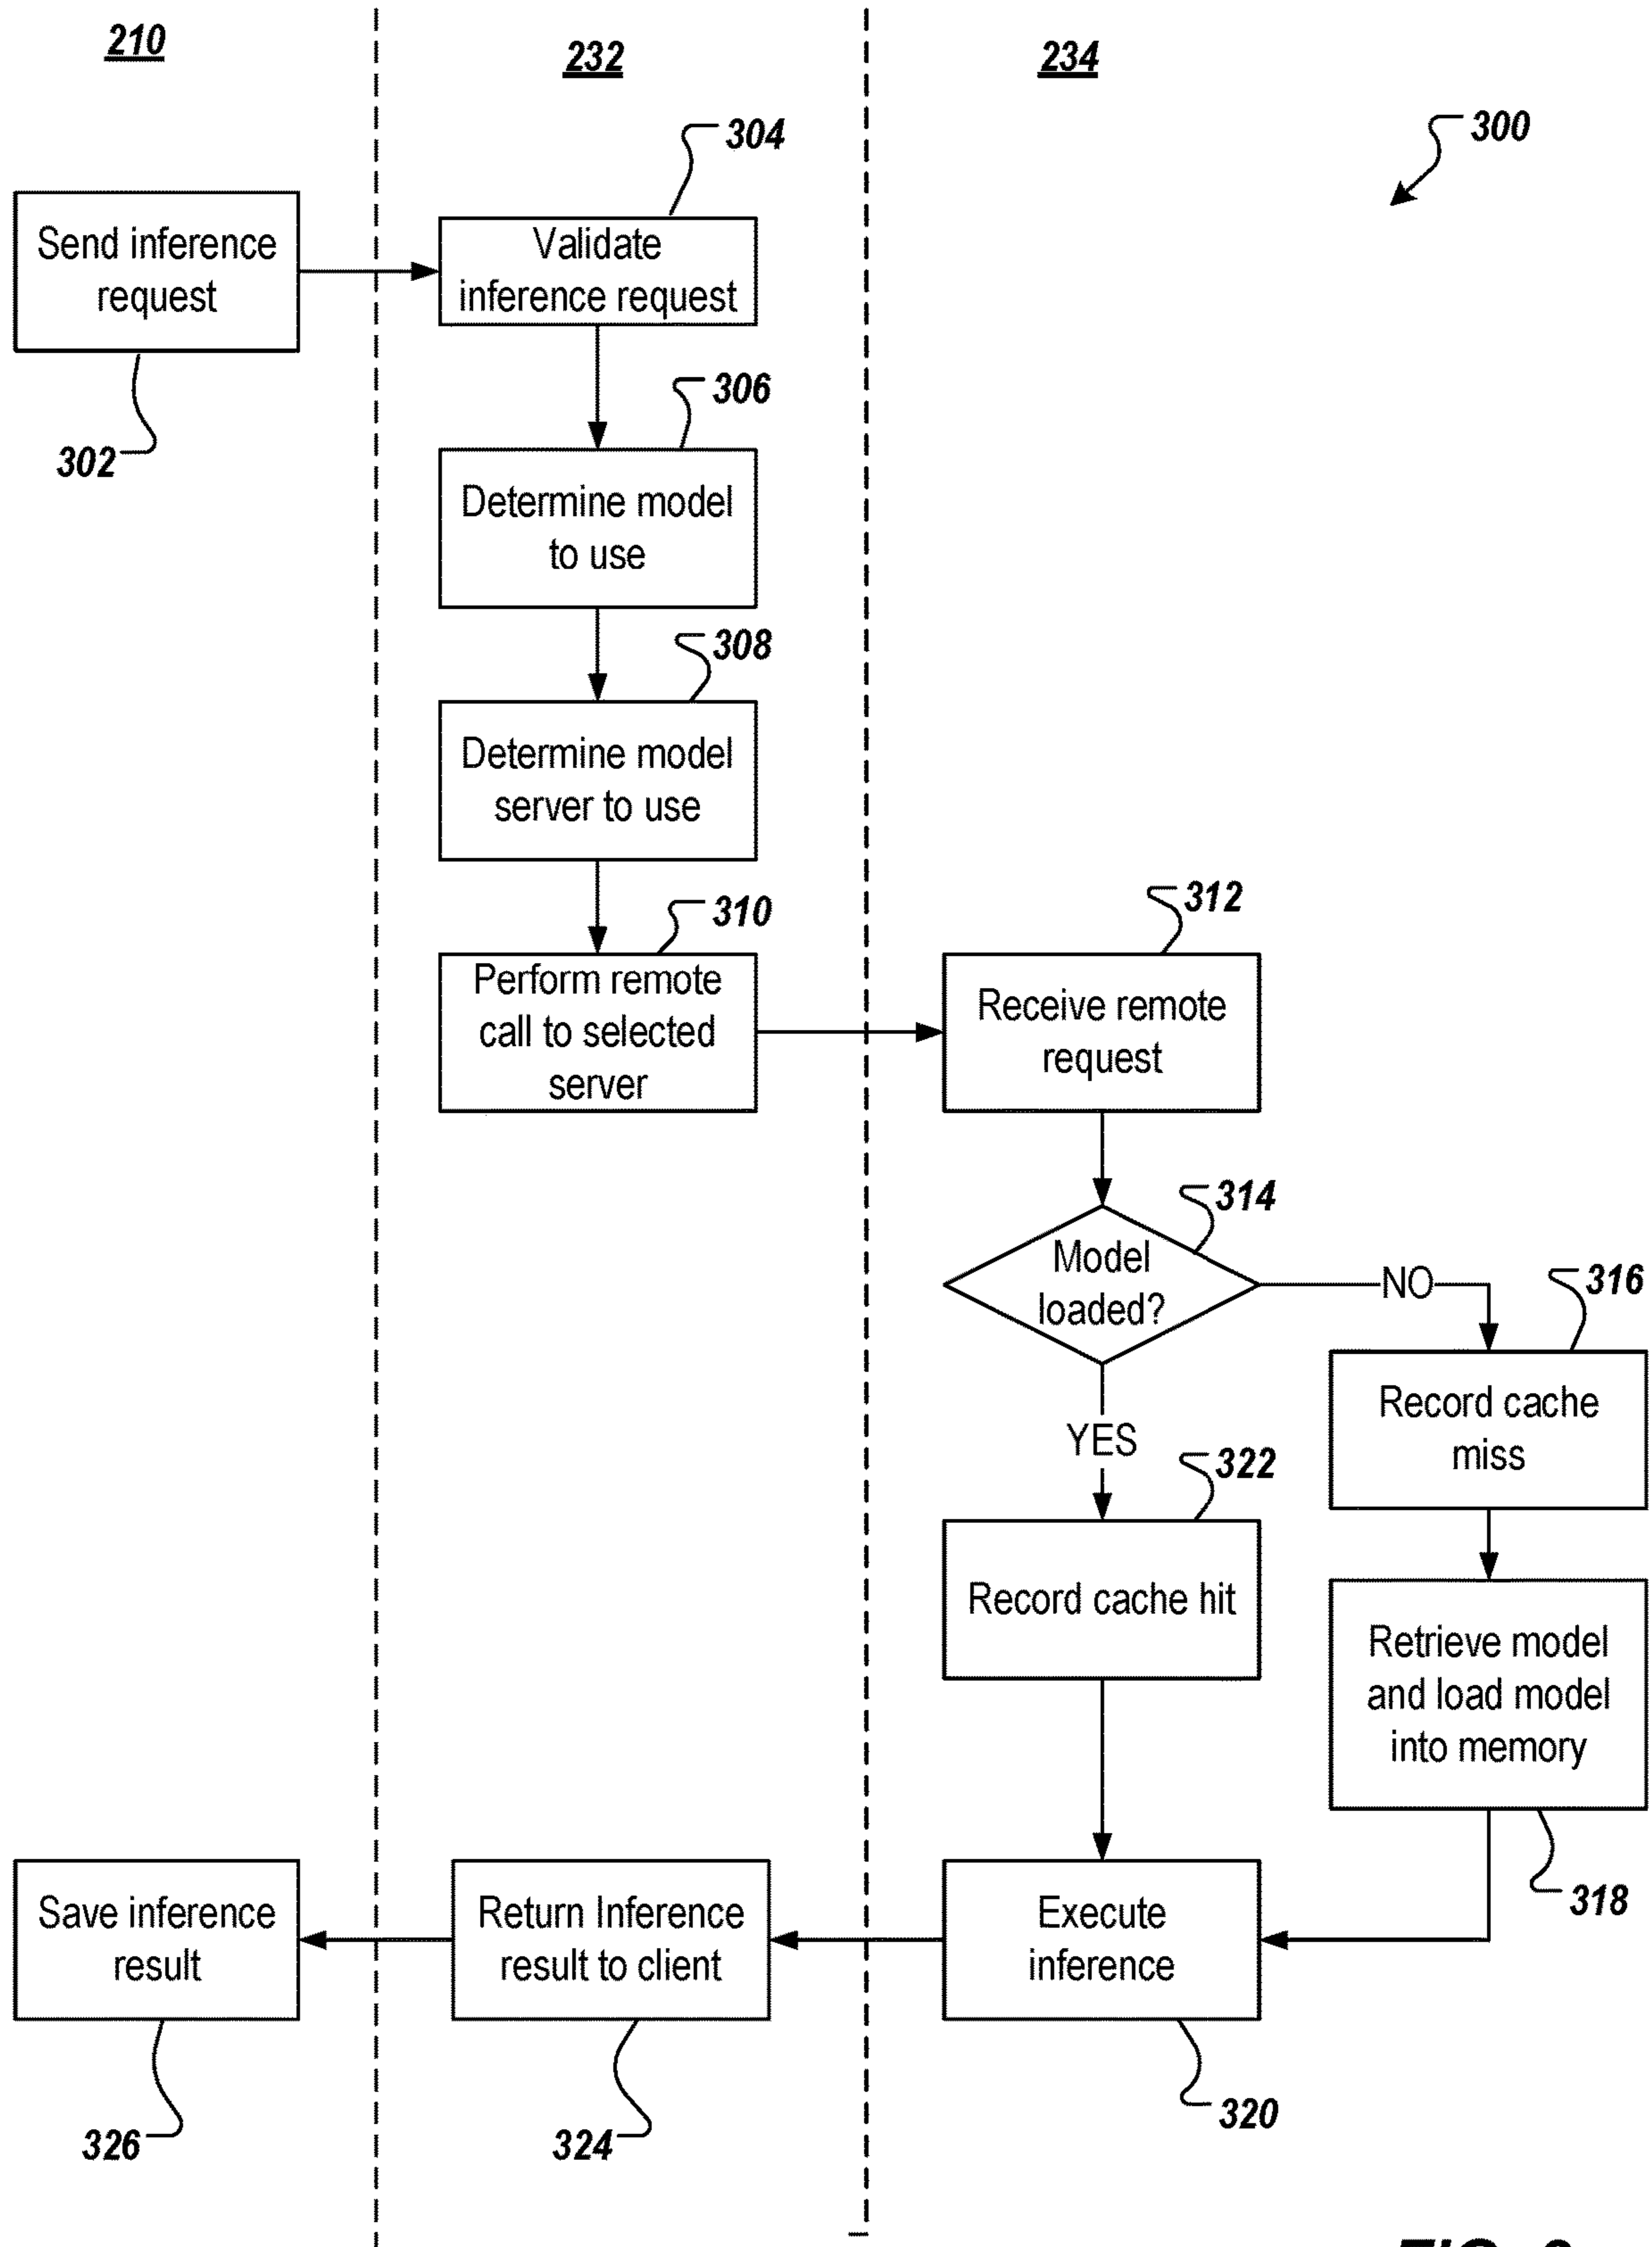 210
232
234
300
304
Send inference
request
302
Validate
inference request
306
Determine model
to use
308
Determine model
server to use
310
Perform remote
call to selected
server
312
Receive remote
request
314
Model
loaded?
NO
316
Record cache
miss
YES
322
Record cache hit
Retrieve model
and load model
into memory
318
Save inference
result
326
Return Inference
result to client
324
Execute
inference
320